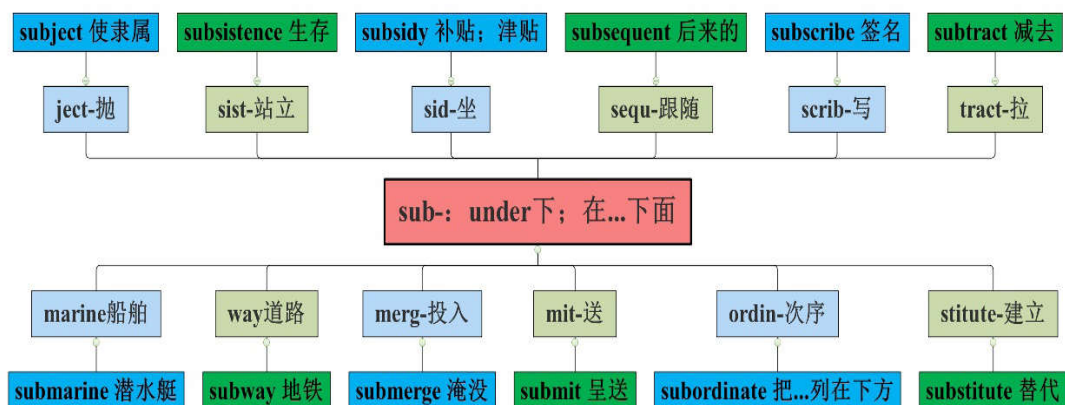 subject 使隶属
subsistence 生存
subsidy 补贴；津贴
subsequent 后来的
subscribe 签名
subtract 减去
ject-抛
sist-站立
sid-坐
sequ-跟随
scrib-写
tract-拉
sub-：under下；在...下面
marine船舶
way道路
merg-投入
mit-送
ordin-次序
stitute-建立
submarine 潜水艇
subway 地铁
submerge 淹没
submit 呈送
subordinate 把...列在下方
substitute 替代